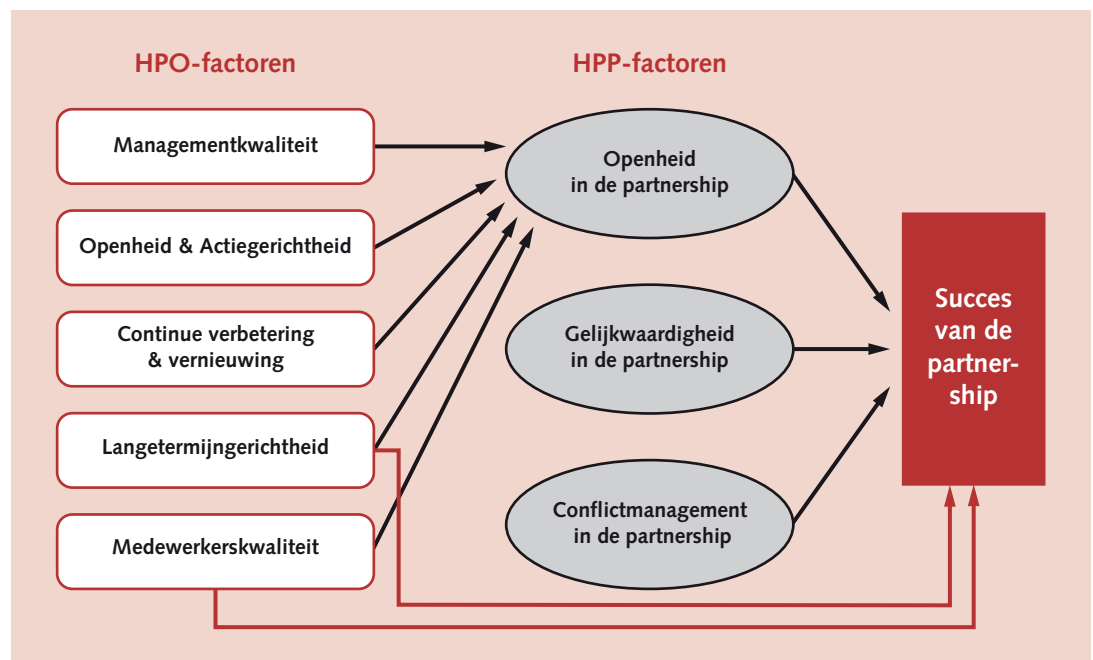 HPO-factoren
Managementkwaliteit
Openheid & Actiegerichtheid
Continue verbetering
& vernieuwing
Langetermijngerichtheid
Medewerkerskwaliteit
HPP-factoren
Openheid
in de partnership
Gelijkwaardigheid
in de partnership
Conflictmanagement
in de partnership
Succes
van de
partner-
ship